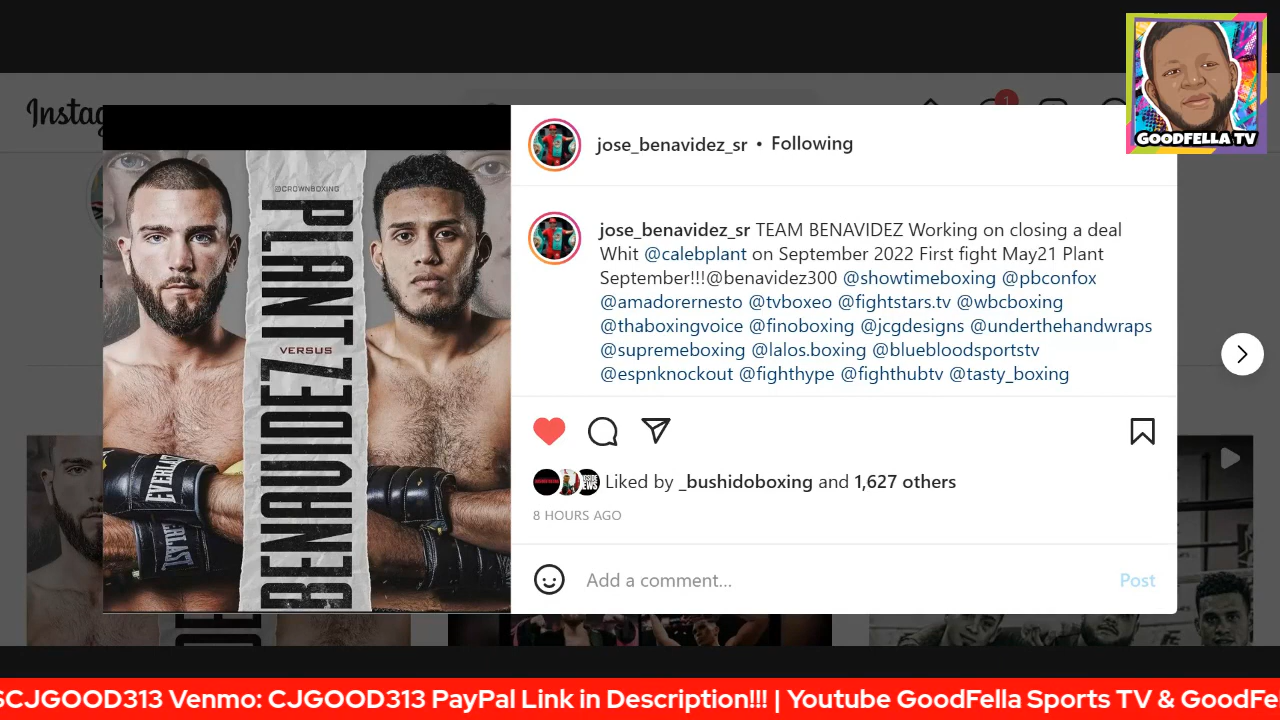 Instag
1
GOODFELLA TV
@CROWNBOXING
PLANT
VERSUS
BENAVIDEZ
EVERLAST
jose_benavidez_sr • Following
jose_benavidez_sr TEAM BENAVIDEZ Working on closing a deal
Whit @calebplant on September 2022 First fight May21 Plant
September!!!@benavidez300 @showtimeboxing @pbconfox
@amadorernesto @tvboxeo @fightstars.tv @wbcboxing
@thaboxingvoice @finoboxing @jcgdesigns @underthehandwraps
@supremeboxing @lalos.boxing @bluebloodsportstv
@espnknockout @fighthype @fighthubtv @tasty_boxing
Liked by _bushidoboxing and 1,627 others
8 HOURS AGO
Add a comment... Post
SCJGOOD313 Venmo: CJGOOD313 PayPal Link in Description!!! | Youtube GoodFella Sports TV & GoodFe